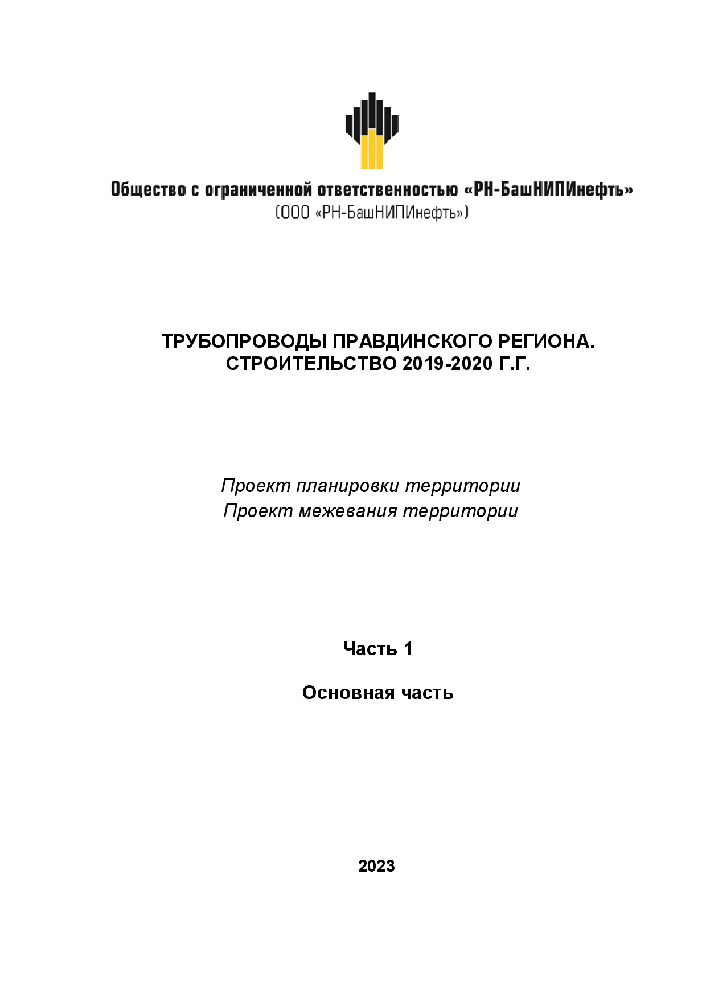 Общество с ограниченной ответственностью «РН-БашНИПИнефть»
(ООО «РН-БашНИПИнефть»)
ТРУБОПРОВОДЫ ПРАВДИНСКОГО РЕГИОНА.
СТРОИТЕЛЬСТВО 2019-2020 Г.Г.
Проект планировки территории
Проект межевания территории
Часть 1
Основная часть
2023